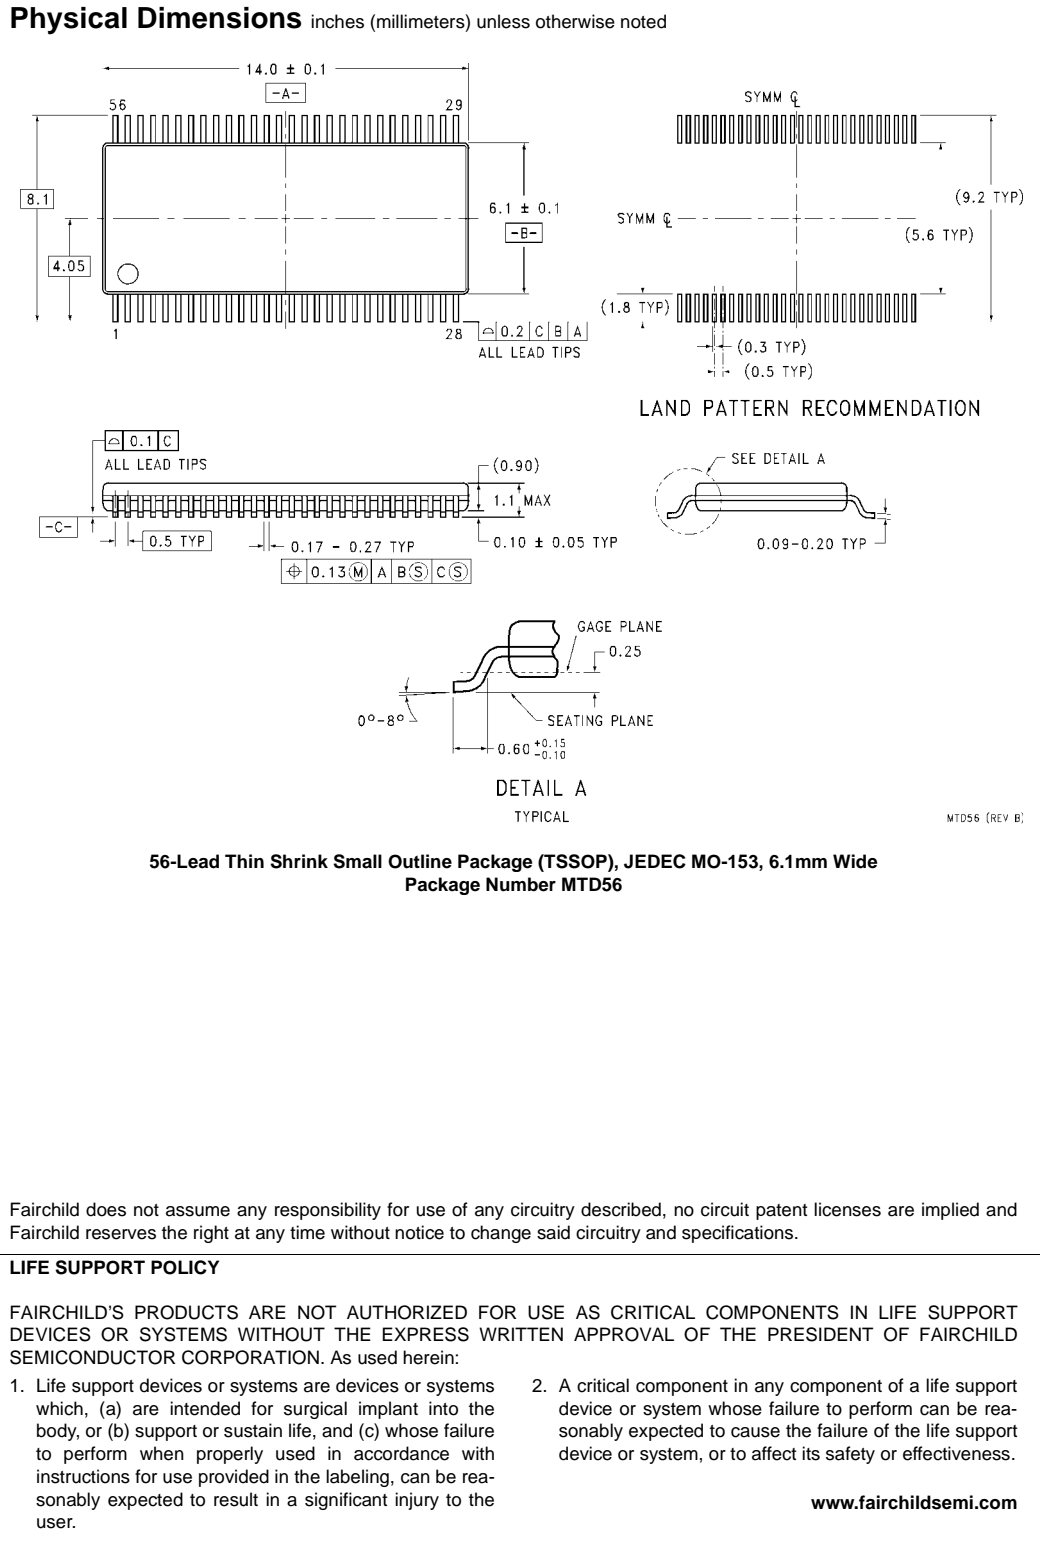 Physical Dimensions inches (millimeters) unless otherwise noted
14.0 ± 0.1
-A-
56
29
8.1
4.05
6.1 ± 0.1
-B-
1
28
⌓ 0.2 C B A
ALL LEAD TIPS
SYMM ℄
SYMM ℄
(9.2 TYP)
(5.6 TYP)
(1.8 TYP)
(0.3 TYP)
(0.5 TYP)
LAND PATTERN RECOMMENDATION
⌓ 0.1 C
ALL LEAD TIPS
(0.90)
1.1 MAX
-C-
0.5 TYP
0.17 - 0.27 TYP
0.10 ± 0.05 TYP
⌖ 0.13Ⓜ A BⓈ CⓈ
SEE DETAIL A
0.09-0.20 TYP
GAGE PLANE
0.25
0º-8º
SEATING PLANE
0.60 +0.15 -0.10
DETAIL A
TYPICAL
MTD56 (REV B)
56-Lead Thin Shrink Small Outline Package (TSSOP), JEDEC MO-153, 6.1mm Wide
Package Number MTD56
Fairchild does not assume any responsibility for use of any circuitry described, no circuit patent licenses are implied and
Fairchild reserves the right at any time without notice to change said circuitry and specifications.
LIFE SUPPORT POLICY
FAIRCHILD'S PRODUCTS ARE NOT AUTHORIZED FOR USE AS CRITICAL COMPONENTS IN LIFE SUPPORT
DEVICES OR SYSTEMS WITHOUT THE EXPRESS WRITTEN APPROVAL OF THE PRESIDENT OF FAIRCHILD
SEMICONDUCTOR CORPORATION. As used herein:
1. Life support devices or systems are devices or systems
which, (a) are intended for surgical implant into the
body, or (b) support or sustain life, and (c) whose failure
to perform when properly used in accordance with
instructions for use provided in the labeling, can be rea-
sonably expected to result in a significant injury to the
user.
2. A critical component in any component of a life support
device or system whose failure to perform can be rea-
sonably expected to cause the failure of the life support
device or system, or to affect its safety or effectiveness.
www.fairchildsemi.com